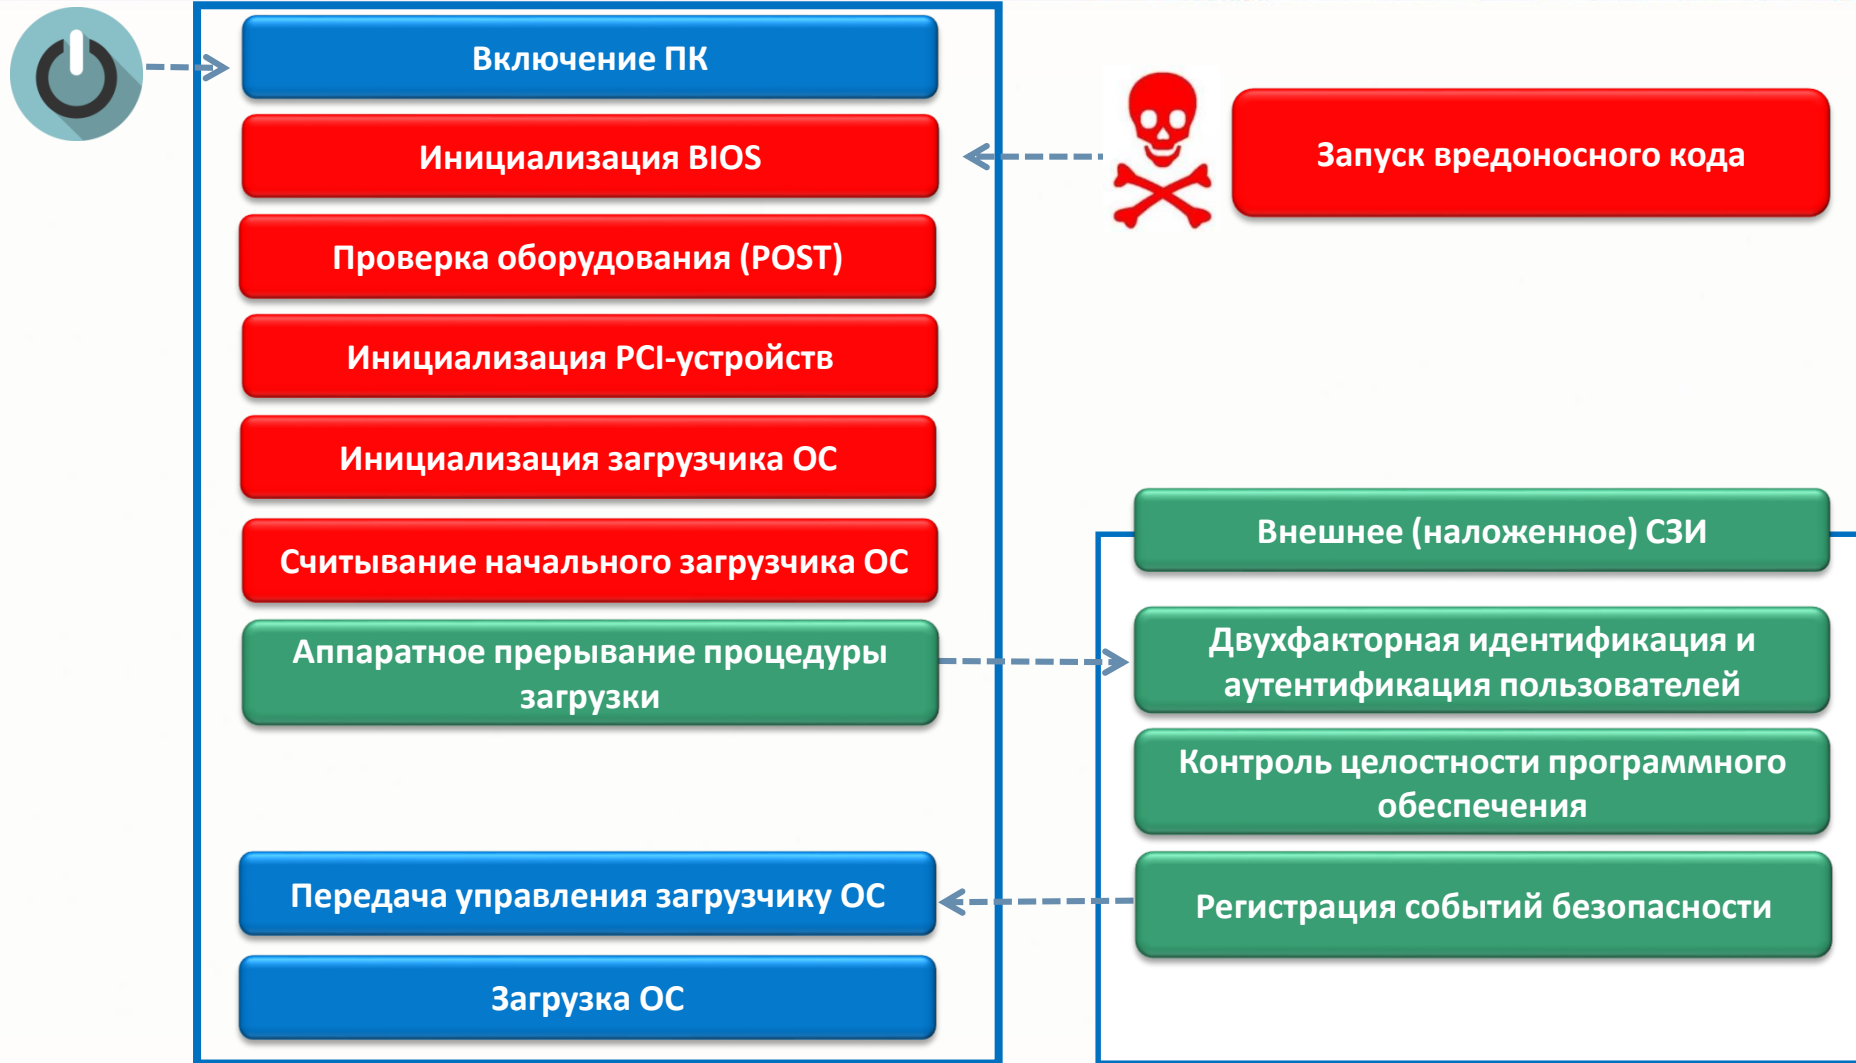 Включение ПК
Инициализация BIOS
Проверка оборудования (POST)
Инициализация PCI-устройств
Инициализация загрузчика ОС
Считывание начального загрузчика ОС
Аппаратное прерывание процедуры
загрузки
Передача управления загрузчику ОС
Загрузка ОС
Запуск вредоносного кода
Внешнее (наложенное) СЗИ
Двухфакторная идентификация и
аутентификация пользователей
Контроль целостности программного
обеспечения
Регистрация событий безопасности